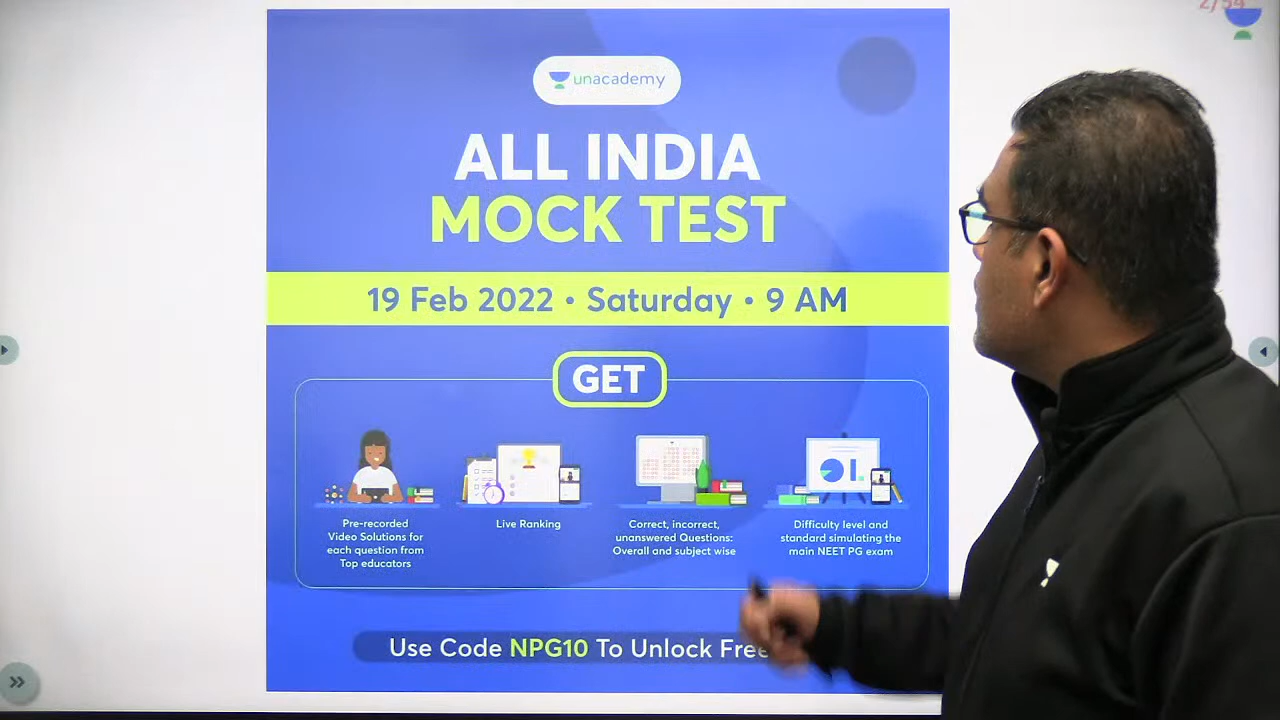 2/54
unacademy
ALL INDIA
MOCK TEST
19 Feb 2022 • Saturday • 9 AM
GET
Pre-recorded
Video Solutions for
each question from
Top educators
Live Ranking
Correct, incorrect,
unanswered Questions:
Overall and subject wise
Difficulty level and
standard simulating the
main NEET PG exam
Use Code NPG10 To Unlock Free